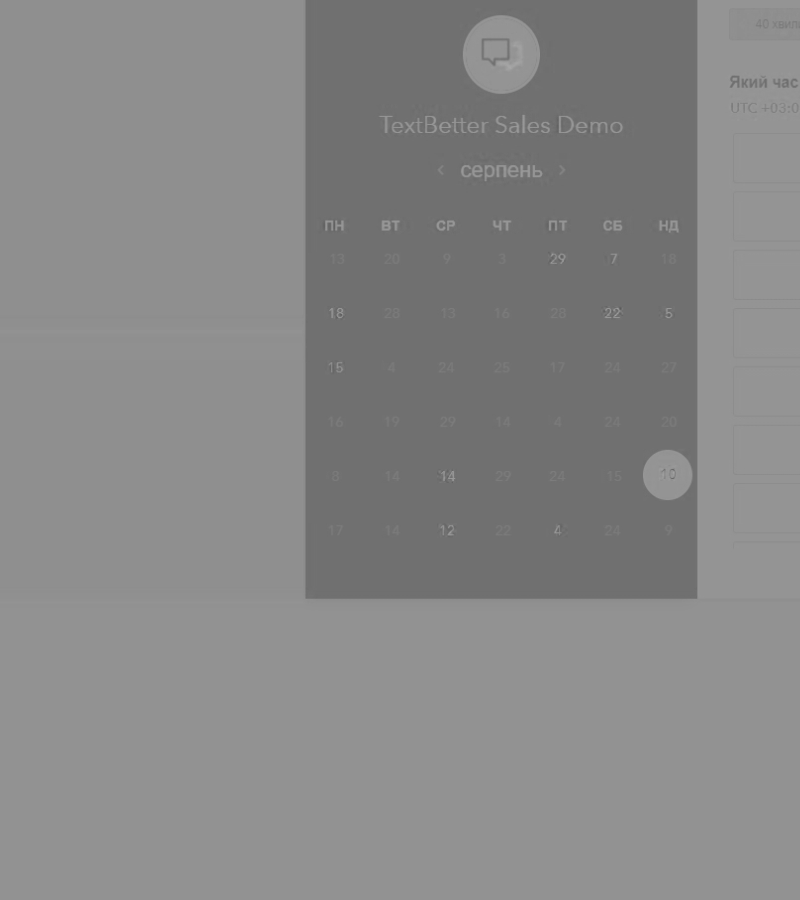 40
Який час
UTC +03:0
TextBetter Sales Demo
‹ серпень ›
ПН ВТ СР ЧТ ПТ СБ НД
13 20 9 3 29 7 18
18 28 13 16 23 22 5
15 4 24 25 17 24 27
16 19 29 14 4 24 20
8 14 14 29 24 15 10
17 14 12 22 4 24 9